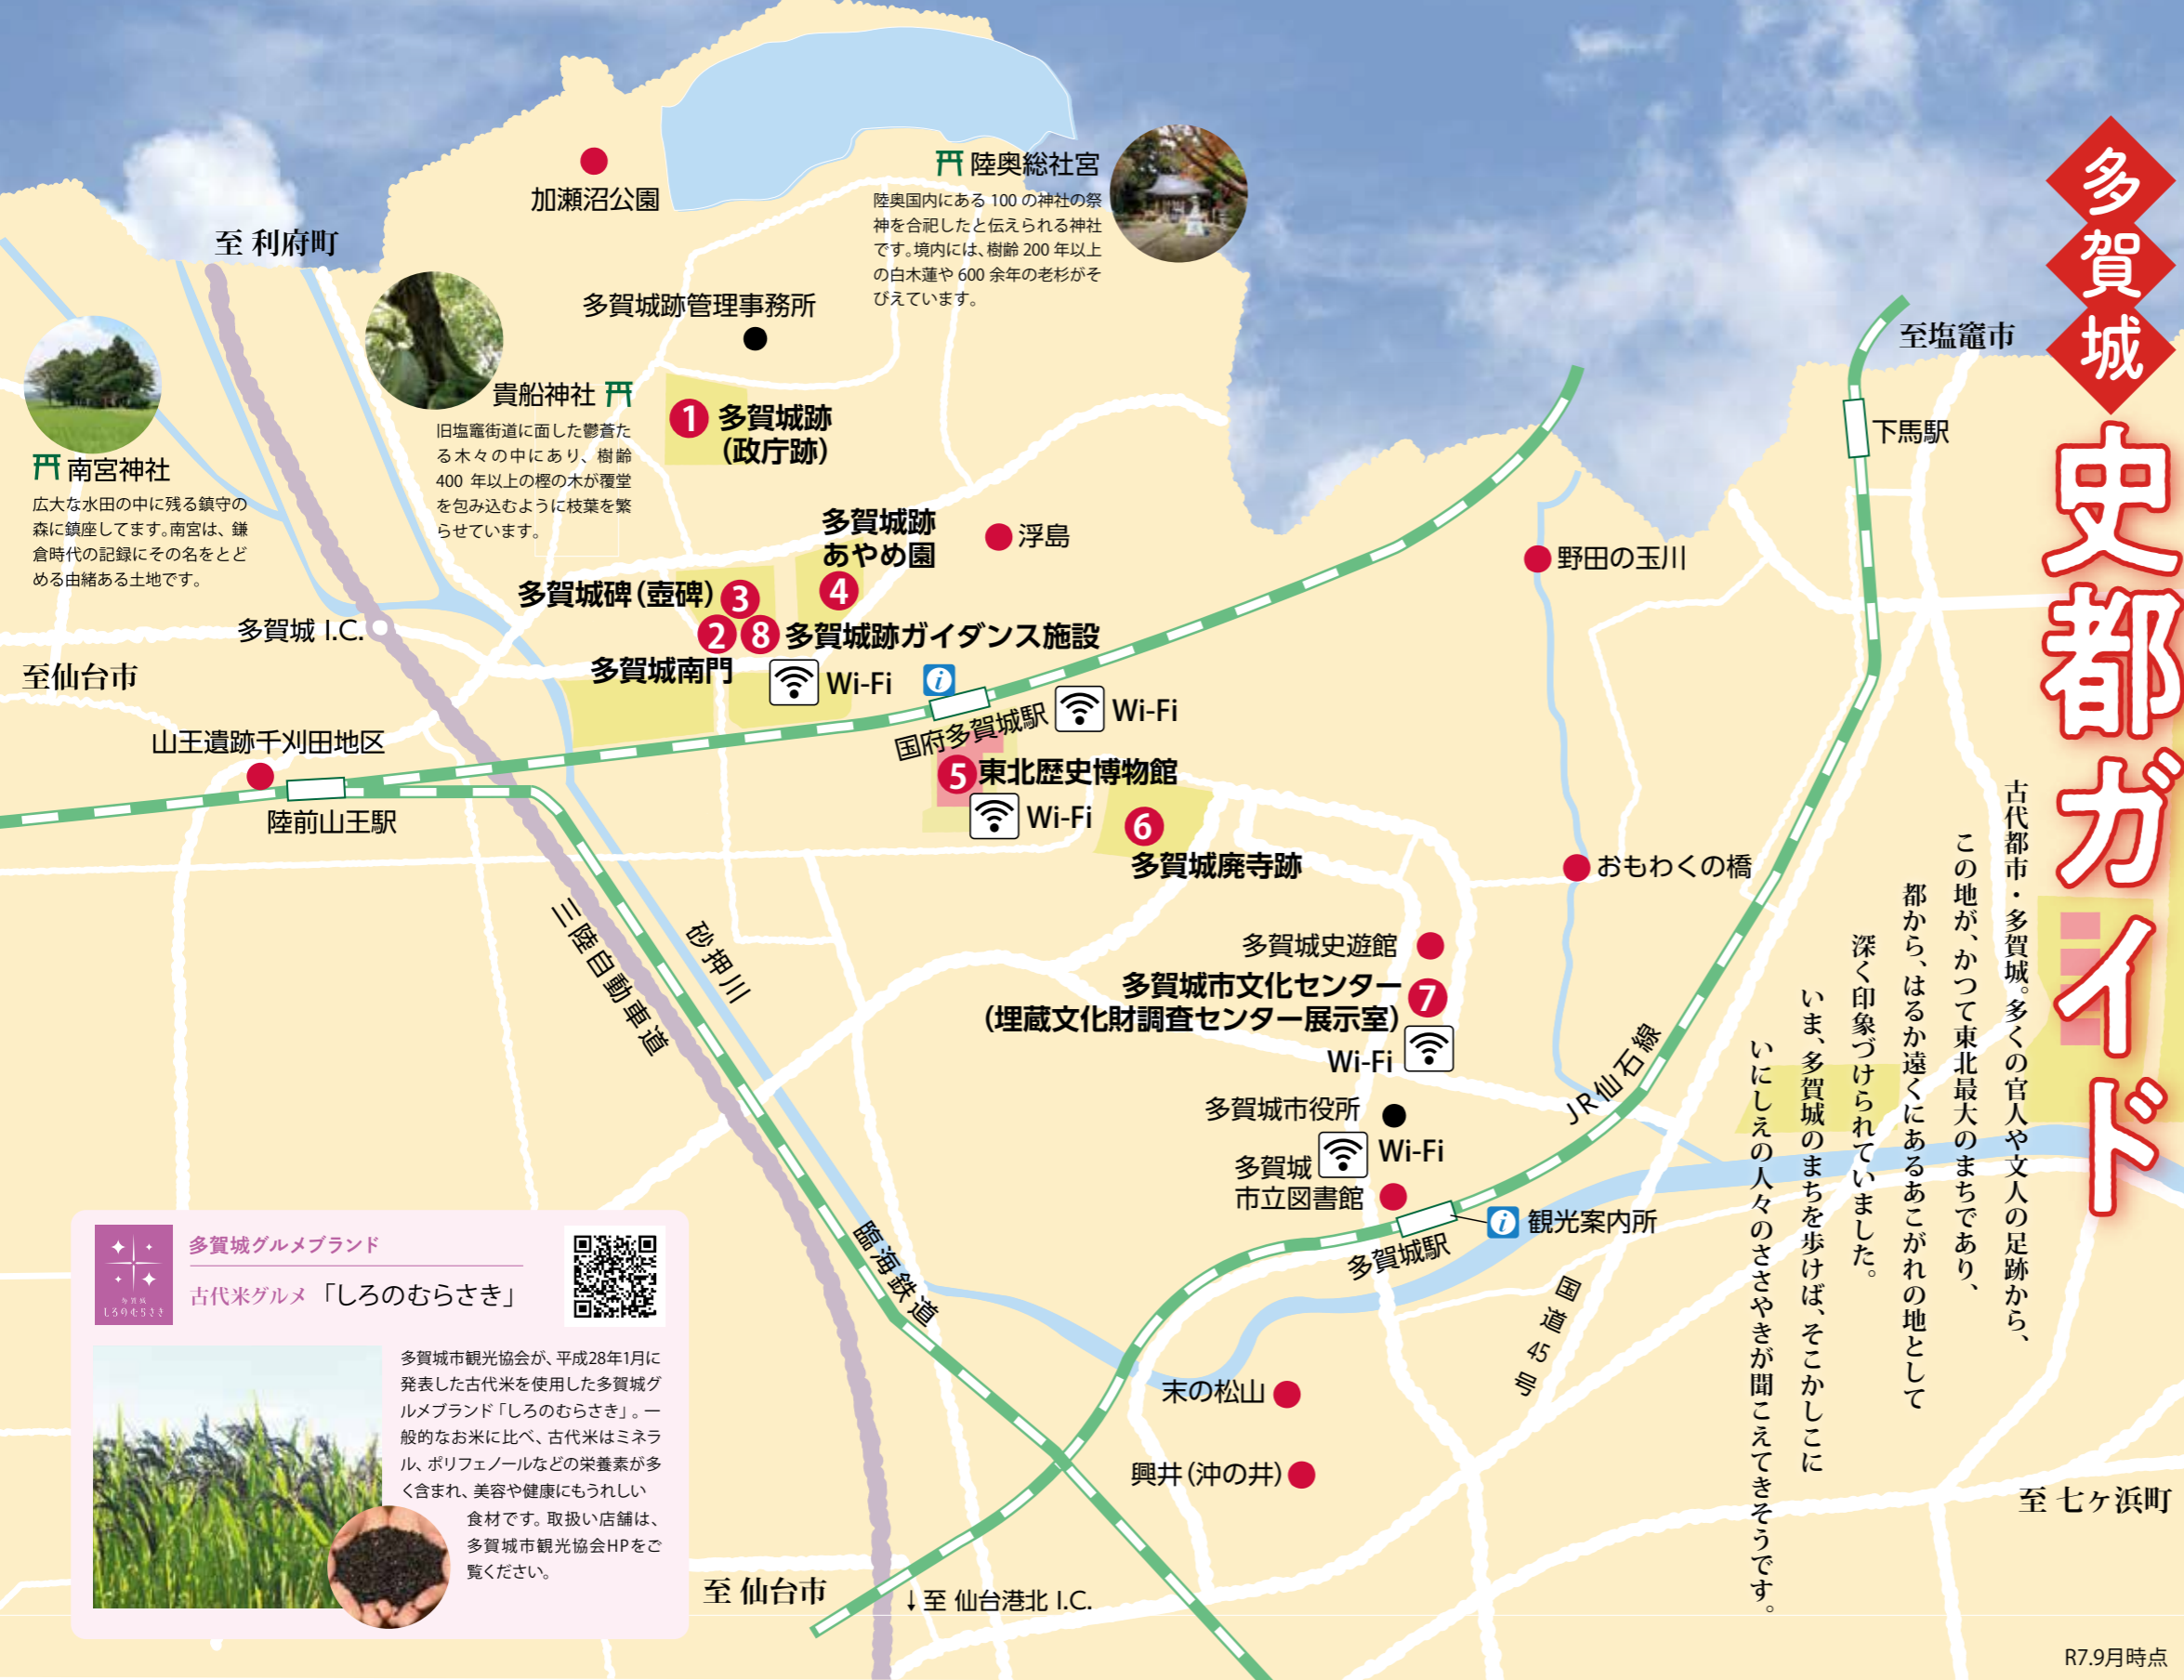 多賀城
史都ガイド
古代都市・多賀城。多くの官人や文人の足跡から、
この地が、かつて東北最大のまちであり、
都から、はるか遠くにあるあこがれの地として
深く印象づけられていました。
いま、多賀城のまちを歩けば、そこかしこに
いにしえの人々のささやきが聞こえてきそうです。
加瀬沼公園
陸奥総社宮
陸奥国内にある 100 の神社の祭
神を合祀したと伝えられる神社
です。境内には、樹齢 200 年以上
の白木蓮や 600 余年の老杉がそ
びえています。
至 利府町
多賀城跡管理事務所
至塩竈市
下馬駅
貴船神社
旧塩竈街道に面した鬱蒼た
る木々の中にあり、樹齢
400 年以上の樫の木が覆堂
を包み込むように枝葉を繁
らせています。
1 多賀城跡
(政庁跡)
南宮神社
広大な水田の中に残る鎮守の
森に鎮座してます。南宮は、鎌
倉時代の記録にその名をとど
める由緒ある土地です。
多賀城跡
あやめ園
4
浮島
野田の玉川
多賀城碑(壺碑) 3
2 8 多賀城跡ガイダンス施設
多賀城南門
Wi-Fi
i
多賀城 I.C.
至仙台市
国府多賀城駅
Wi-Fi
山王遺跡千刈田地区
陸前山王駅
5 東北歴史博物館
Wi-Fi
6
多賀城廃寺跡
おもわくの橋
三陸自動車道
砂押川
多賀城史遊館
多賀城市文化センター 7
(埋蔵文化財調査センター展示室)
Wi-Fi
JR仙石線
多賀城市役所
Wi-Fi
多賀城
市立図書館
i 観光案内所
多賀城駅
臨海鉄道
国道45号
末の松山
興井(沖の井)
至 七ヶ浜町
至 仙台市
↓至 仙台港北 I.C.
多賀城
しろのむらさき
多賀城グルメブランド
古代米グルメ「しろのむらさき」
多賀城市観光協会が、平成28年1月に
発表した古代米を使用した多賀城グ
ルメブランド「しろのむらさき」。一
般的なお米に比べ、古代米はミネラ
ル、ポリフェノールなどの栄養素が多
く含まれ、美容や健康にもうれしい
食材です。取扱い店舗は、
多賀城市観光協会HPをご
覧ください。
R7.9月時点